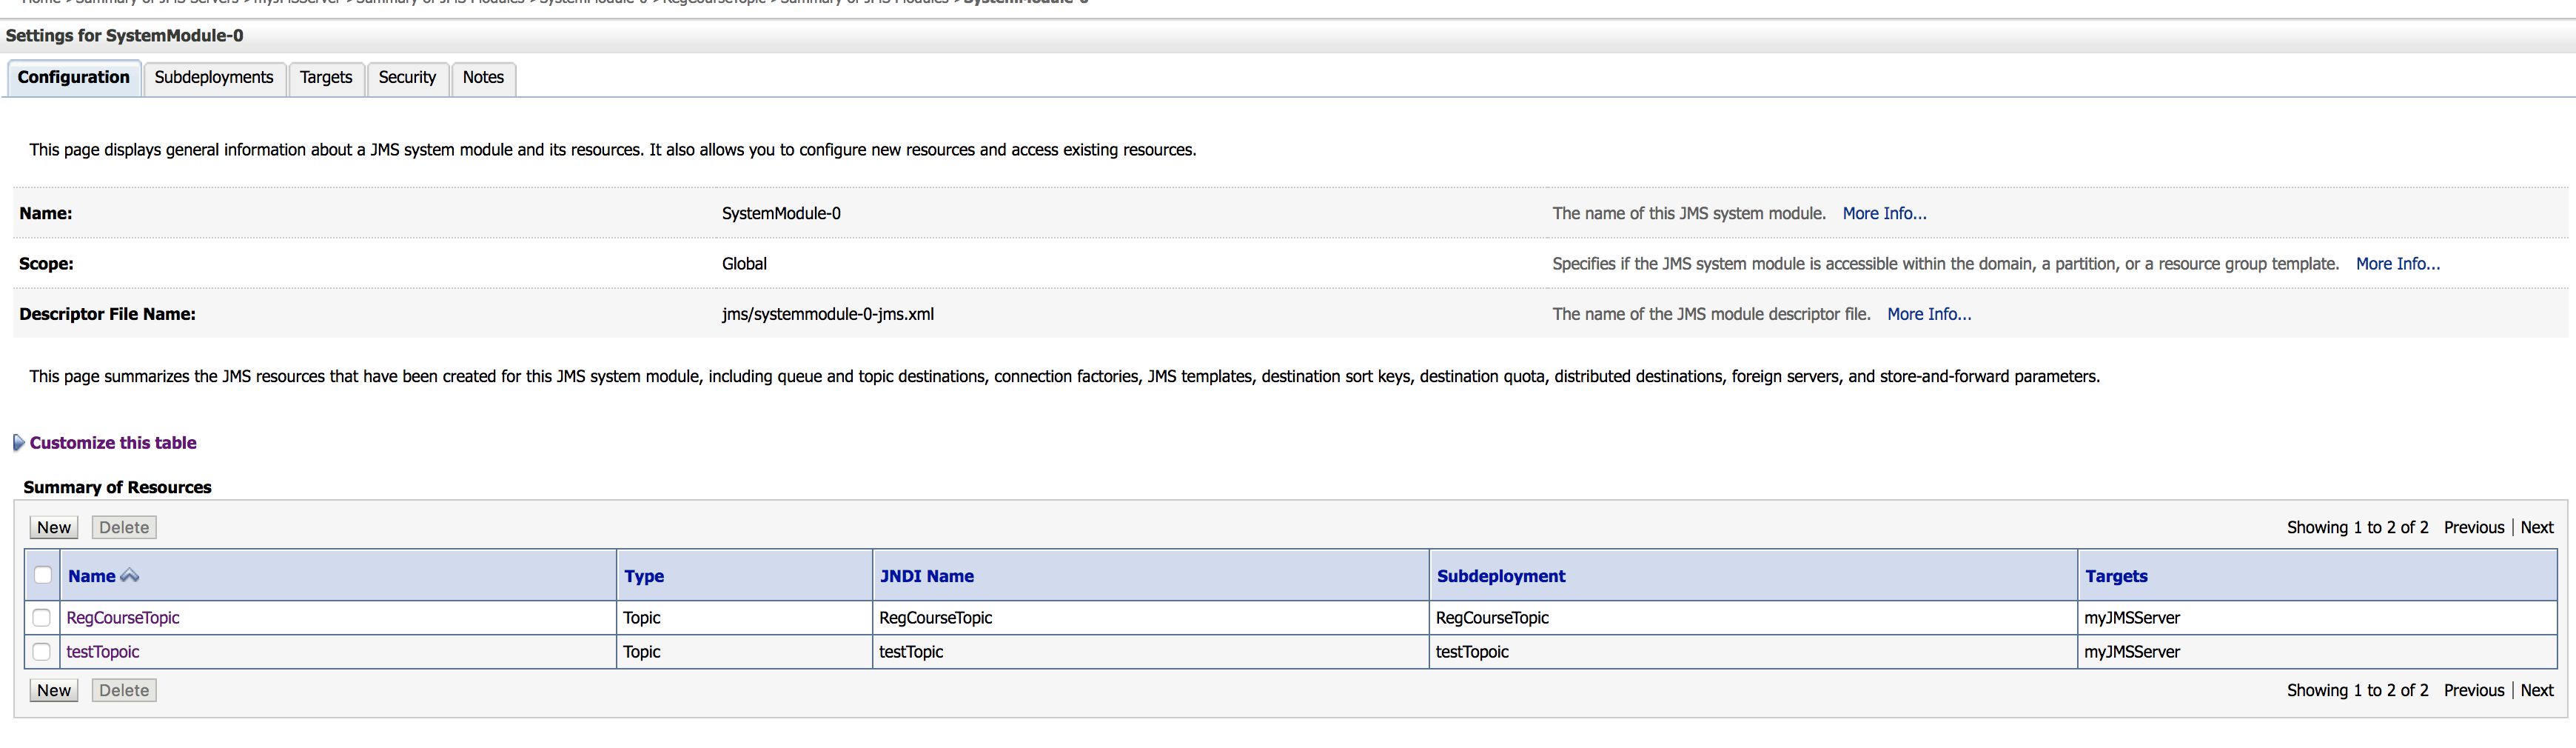 Home > Summary of JMS Servers > myJMSServer > Summary of JMS Modules > SystemModule-0 > RegCourseTopic > Summary of JMS Modules > SystemModule-0
Settings for SystemModule-0
Configuration Subdeployments Targets Security Notes
This page displays general information about a JMS system module and its resources. It also allows you to configure new resources and access existing resources.
Name: SystemModule-0 The name of this JMS system module. More Info...
Scope: Global Specifies if the JMS system module is accessible within the domain, a partition, or a resource group template. More Info...
Descriptor File Name: jms/systemmodule-0-jms.xml The name of the JMS module descriptor file. More Info...
This page summarizes the JMS resources that have been created for this JMS system module, including queue and topic destinations, connection factories, JMS templates, destination sort keys, destination quota, distributed destinations, foreign servers, and store-and-forward parameters.
Customize this table
Summary of Resources
New Delete Showing 1 to 2 of 2 Previous | Next
Name Type JNDI Name Subdeployment Targets
RegCourseTopic Topic RegCourseTopic RegCourseTopic myJMSServer
testTopoic Topic testTopic testTopoic myJMSServer
New Delete Showing 1 to 2 of 2 Previous | Next